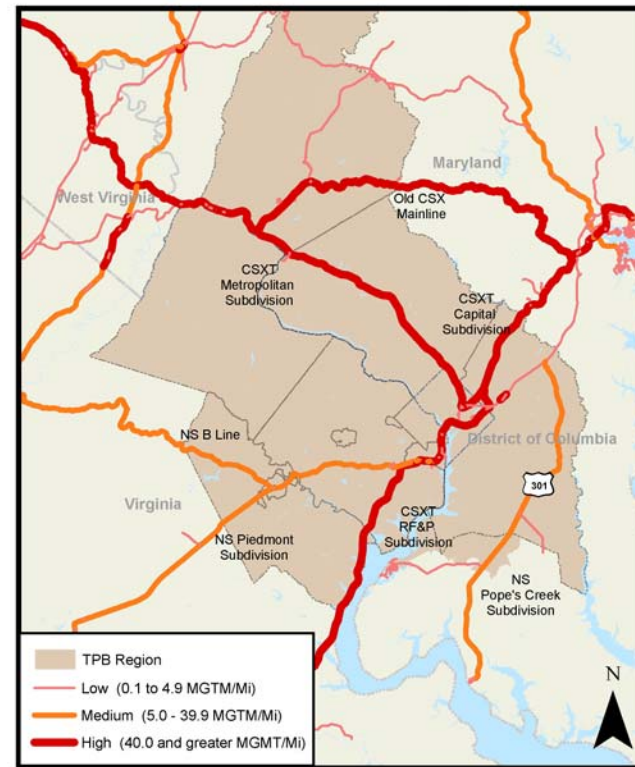 Maryland
West Virginia
Old CSX
Mainline
CSXT
Metropolitan
Subdivision
CSXT
Capital
Subdivision
NS B Line
District of Columbia
301
Virginia
NS Piedmont
Subdivision
CSXT
RF&P
Subdivision
NS
Pope's Creek
Subdivision
TPB Region
Low (0.1 to 4.9 MGTM/Mi)
Medium (5.0 - 39.9 MGTM/Mi)
High (40.0 and greater MGMT/Mi)
N